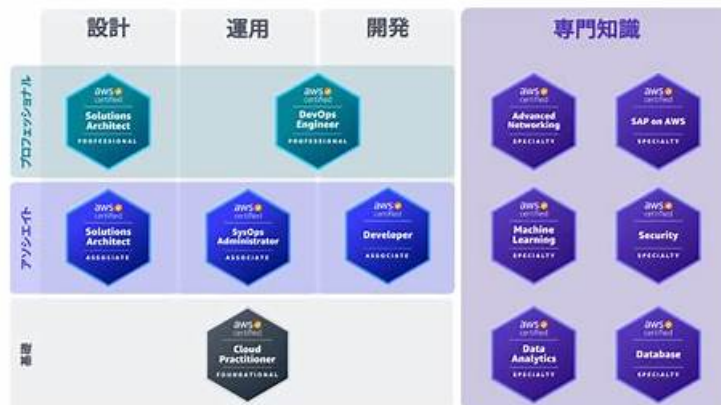 設計 運用 開発 専門知識
プロフェッショナル
aws certified Solutions Architect PROFESSIONAL
aws certified DevOps Engineer PROFESSIONAL
aws certified Advanced Networking SPECIALTY
aws certified SAP on AWS SPECIALTY
アソシエイト
aws certified Solutions Architect ASSOCIATE
aws certified SysOps Administrator ASSOCIATE
aws certified Developer ASSOCIATE
aws certified Machine Learning SPECIALTY
aws certified Security SPECIALTY
基礎
aws certified Cloud Practitioner FOUNDATIONAL
aws certified Data Analytics SPECIALTY
aws certified Database SPECIALTY